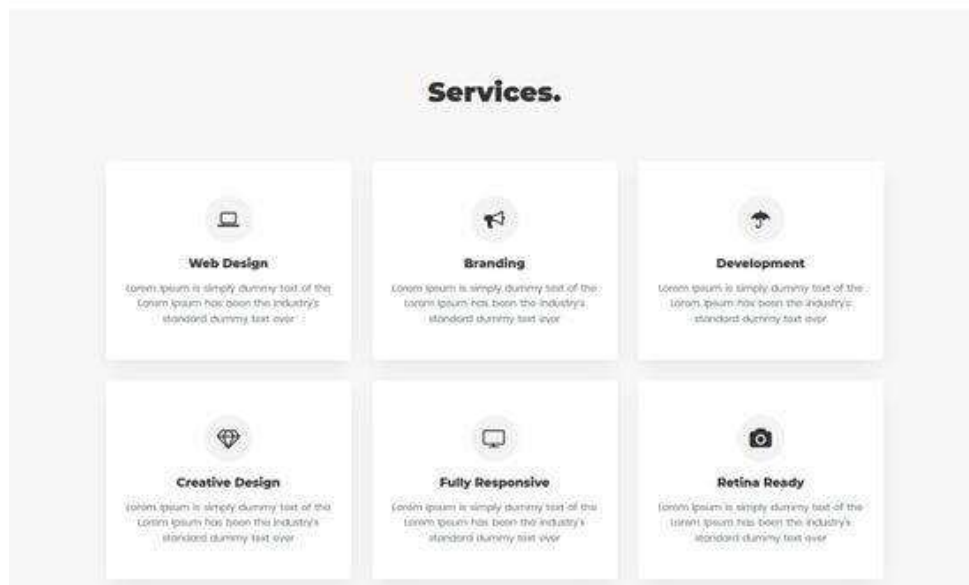 Services.
Web Design
Lorem Ipsum is simply dummy text of the
Lorem Ipsum has been the industry's
standard dummy text ever
Branding
Lorem Ipsum is simply dummy text of the
Lorem Ipsum has been the industry's
standard dummy text ever
Development
Lorem Ipsum is simply dummy text of the
Lorem Ipsum has been the industry's
standard dummy text ever
Creative Design
Lorem Ipsum is simply dummy text of the
Lorem Ipsum has been the industry's
standard dummy text ever
Fully Responsive
Lorem Ipsum is simply dummy text of the
Lorem Ipsum has been the industry's
standard dummy text ever
Retina Ready
Lorem Ipsum is simply dummy text of the
Lorem Ipsum has been the industry's
standard dummy text ever